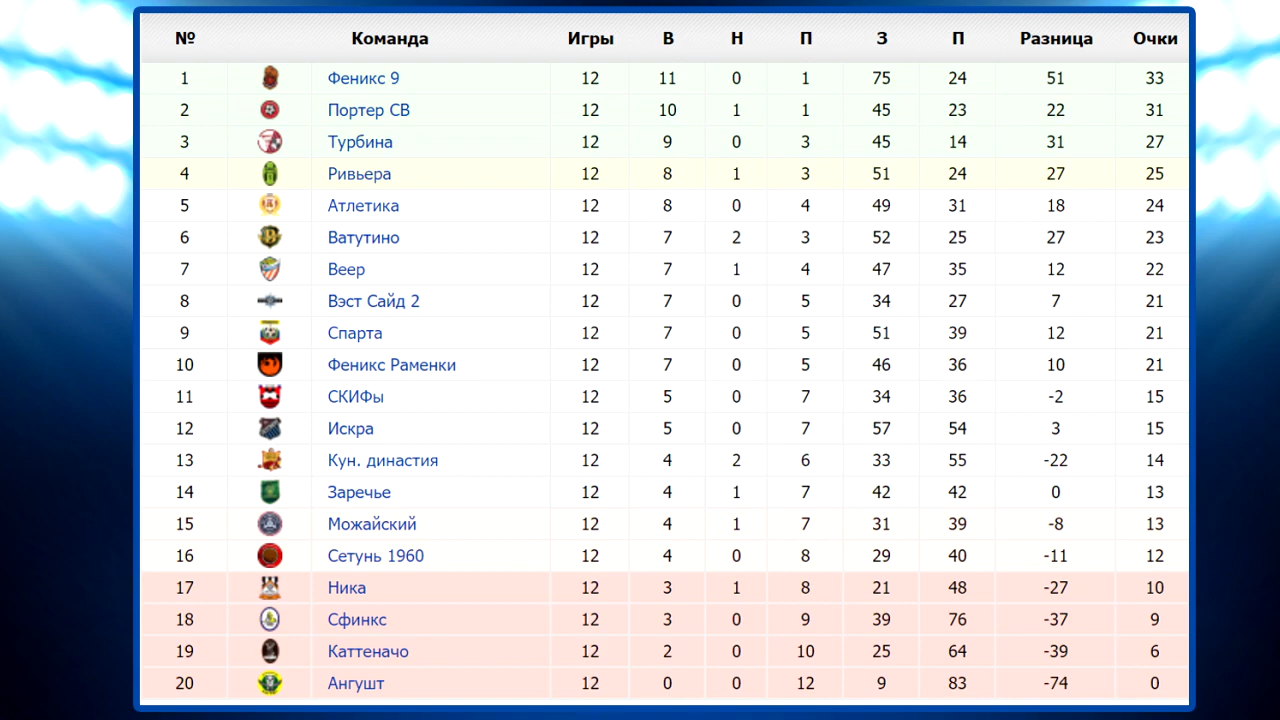 № Команда Игры В Н П З П Разница Очки
1 Феникс 9 12 11 0 1 75 24 51 33
2 Портер СВ 12 10 1 1 45 23 22 31
3 Турбина 12 9 0 3 45 14 31 27
4 Ривьера 12 8 1 3 51 24 27 25
5 Атлетика 12 8 0 4 49 31 18 24
6 Ватутино 12 7 2 3 52 25 27 23
7 Веер 12 7 1 4 47 35 12 22
8 Вэст Сайд 2 12 7 0 5 34 27 7 21
9 Спарта 12 7 0 5 51 39 12 21
10 Феникс Раменки 12 7 0 5 46 36 10 21
11 СКИФы 12 5 0 7 34 36 -2 15
12 Искра 12 5 0 7 57 54 3 15
13 Кун. династия 12 4 2 6 33 55 -22 14
14 Заречье 12 4 1 7 42 42 0 13
15 Можайский 12 4 1 7 31 39 -8 13
16 Сетунь 1960 12 4 0 8 29 40 -11 12
17 Ника 12 3 1 8 21 48 -27 10
18 Сфинкс 12 3 0 9 39 76 -37 9
19 Каттеначо 12 2 0 10 25 64 -39 6
20 Ангушт 12 0 0 12 9 83 -74 0